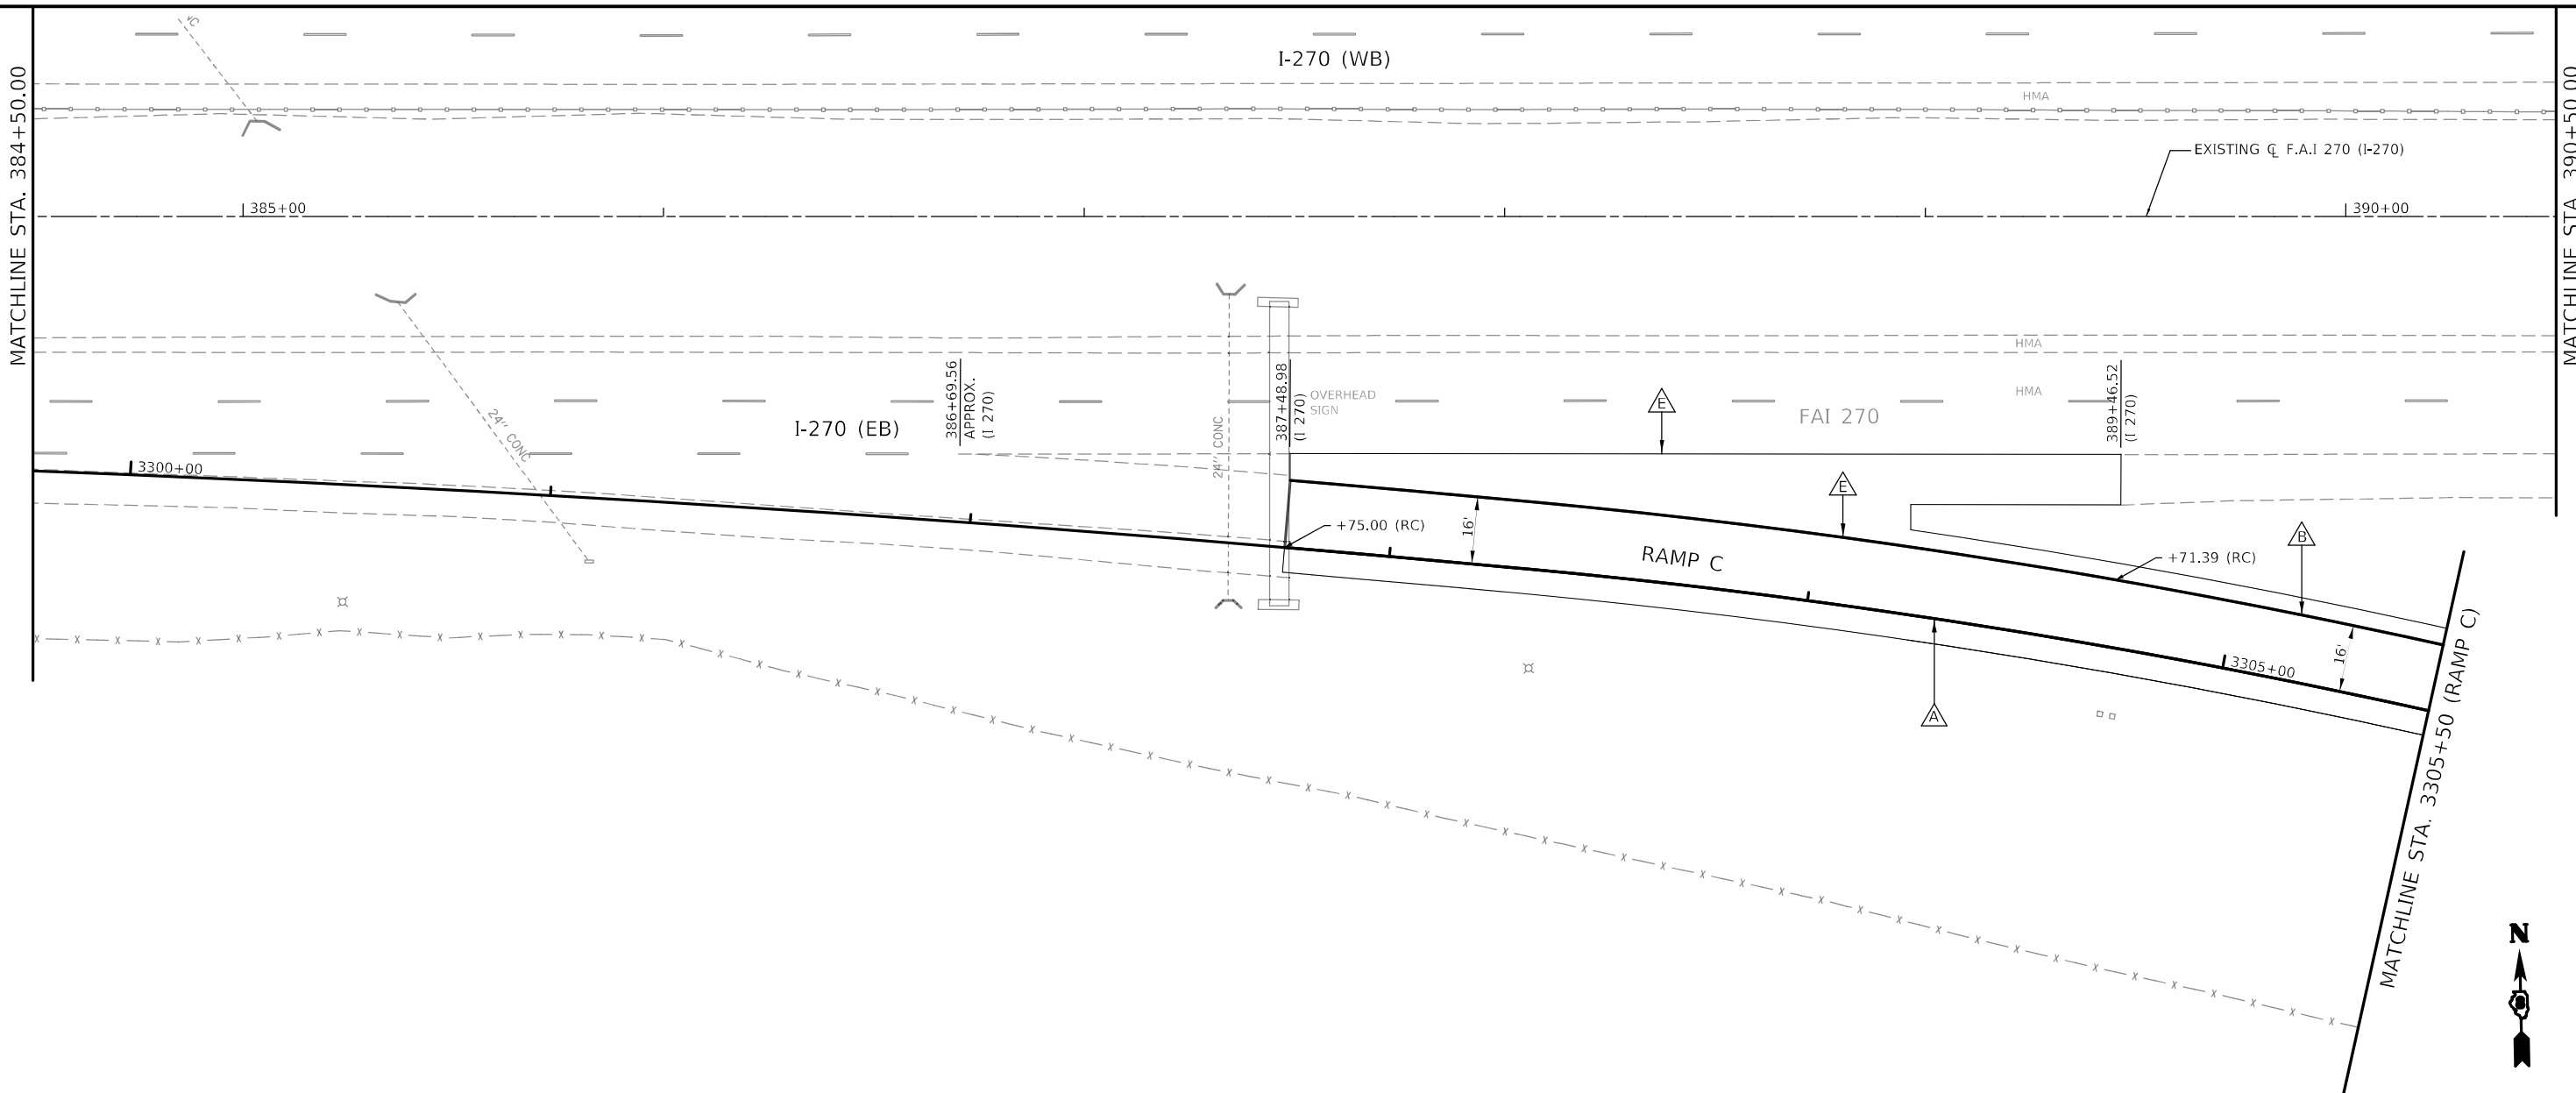 I-270 (WB)
HMA
MATCHLINE STA. 384+50.00
MATCHLINE STA. 390+50.00
EXISTING ℄ F.A.I 270 (I-270)
385+00
390+00
HMA
386+69.56
APPROX.
(I 270)
387+48.98
(I 270)
OVERHEAD
SIGN
HMA
389+46.52
(I 270)
E
FAI 270
I-270 (EB)
24" CONC
24" CONC
3300+00
E
+75.00 (RC)
16'
RAMP C
B
+71.39 (RC)
16'
3305+00
A
MATCHLINE STA. 3305+50 (RAMP C)
N